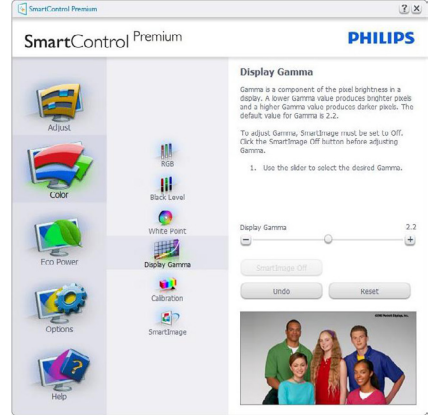 SmartControl Premium
SmartControl Premium
PHILIPS
Adjust
Color
Eco Power
Options
Help
RGB
Black Level
White Point
Display Gamma
Calibration
SmartImage
Display Gamma
Gamma is a component of the pixel brightness in a
display. A lower Gamma value produces brighter pixels
and a higher Gamma value produces darker pixels. The
default value for Gamma is 2.2.
To adjust Gamma, SmartImage must be set to Off.
Click the SmartImage Off button before adjusting
Gamma.
1. Use the slider to select the desired Gamma.
Display Gamma 2.2
SmartImage Off
Undo Reset